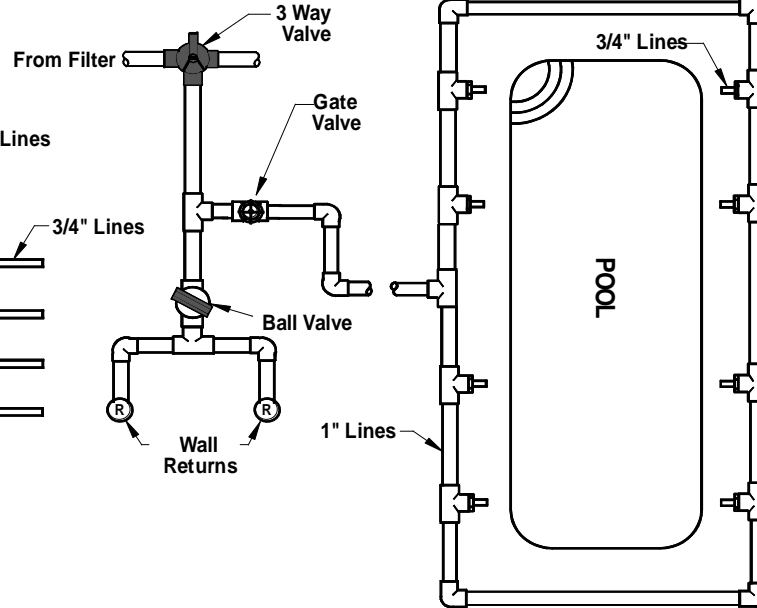 3 Way
Valve
From Filter
3/4" Lines
Gate
Valve
Lines
3/4" Lines
POOL
Ball Valve
1" Lines
R
R
Wall
Returns